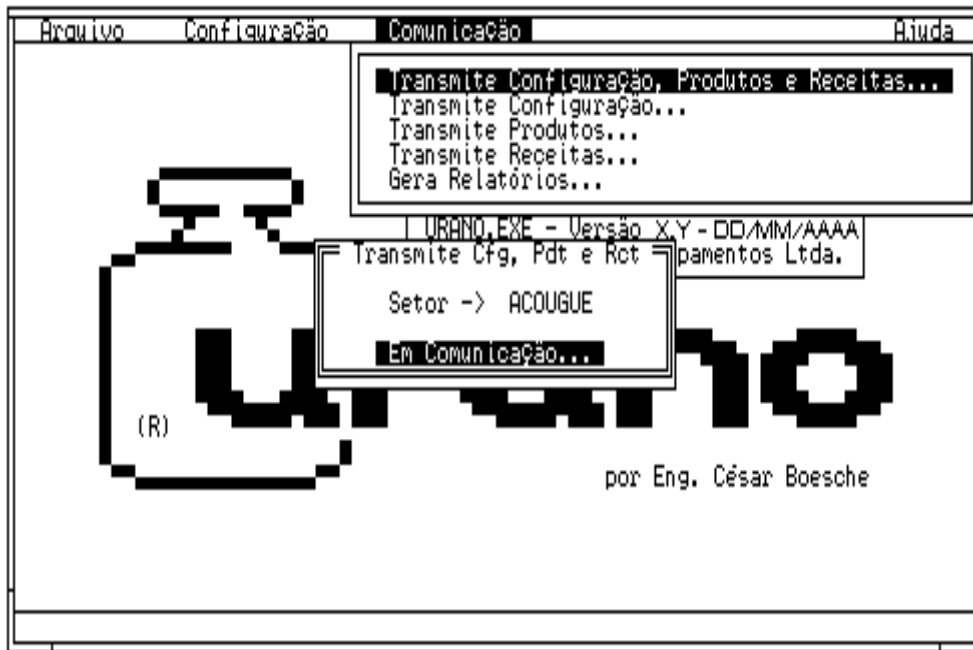 Arquivo Configuração Comunicação Ajuda
Transmite Configuração, Produtos e Receitas...
Transmite Configuração...
Transmite Produtos...
Transmite Receitas...
Gera Relatórios...
URANO.EXE - Versão X.Y - DD/MM/AAAA
pamentos Ltda.
Transmite Cfg, Pdt e Rct
Setor -> ACOUGUE
Em Comunicação...
urano
(R)
por Eng. César Boesche